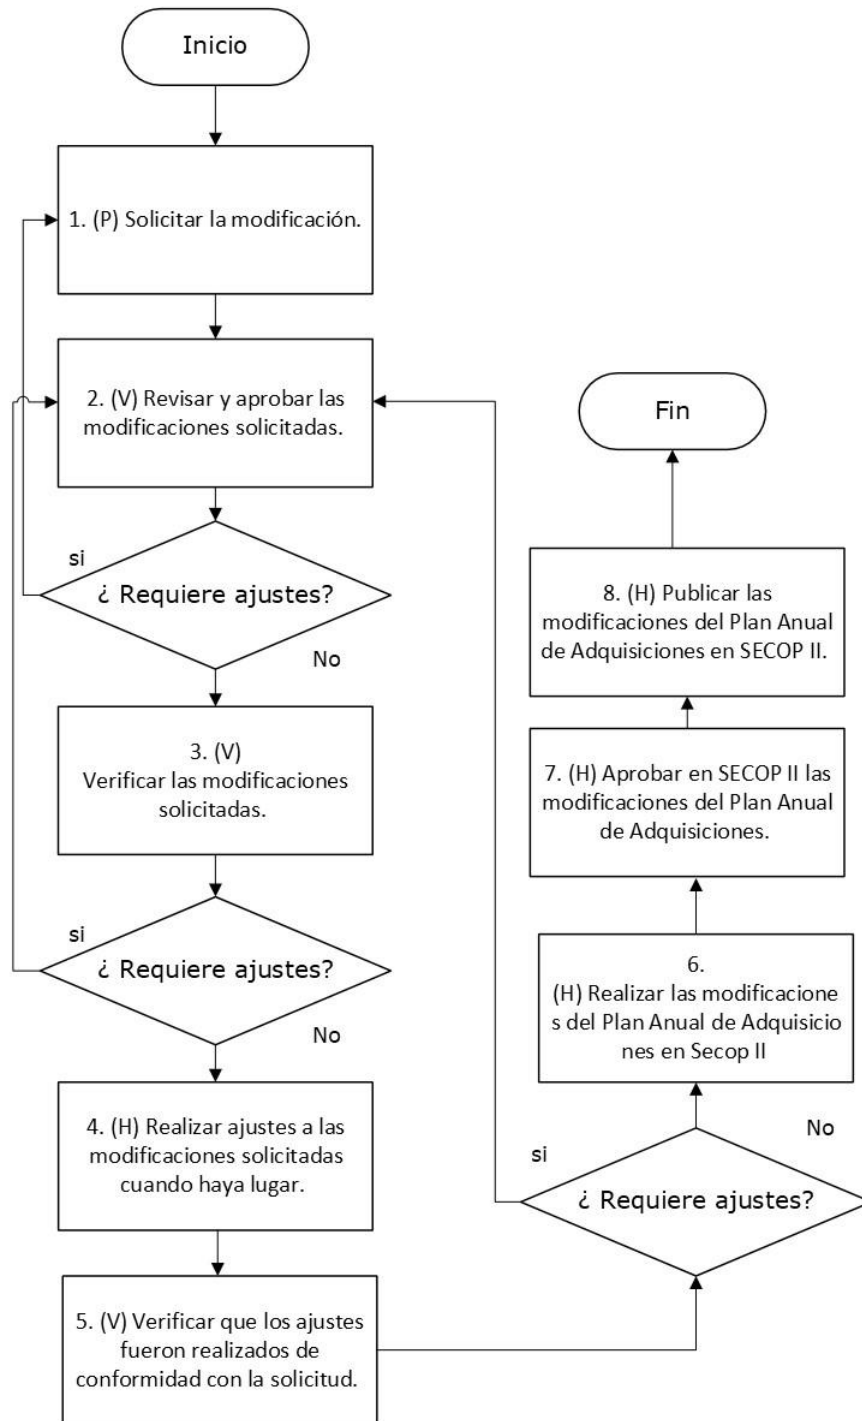 Inicio
1. (P) Solicitar la modificación.
2. (V) Revisar y aprobar las
modificaciones solicitadas.
si
¿ Requiere ajustes?
No
3. (V)
Verificar las modificaciones
solicitadas.
si
¿ Requiere ajustes?
No
4. (H) Realizar ajustes a las
modificaciones solicitadas
cuando haya lugar.
5. (V) Verificar que los ajustes
fueron realizados de
conformidad con la solicitud.
si
¿ Requiere ajustes?
No
6.
(H) Realizar las modificacione
s del Plan Anual de Adquisicio
nes en Secop II
7. (H) Aprobar en SECOP II las
modificaciones del Plan Anual
de Adquisiciones.
8. (H) Publicar las
modificaciones del Plan Anual
de Adquisiciones en SECOP II.
Fin